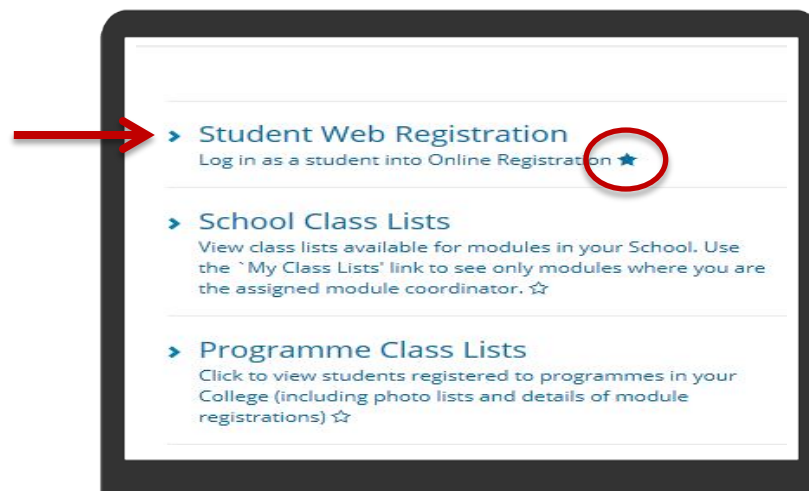 Student Web Registration
Log in as a student into Online Registration
School Class Lists
View class lists available for modules in your School. Use
the `My Class Lists' link to see only modules where you are
the assigned module coordinator.
Programme Class Lists
Click to view students registered to programmes in your
College (including photo lists and details of module
registrations)